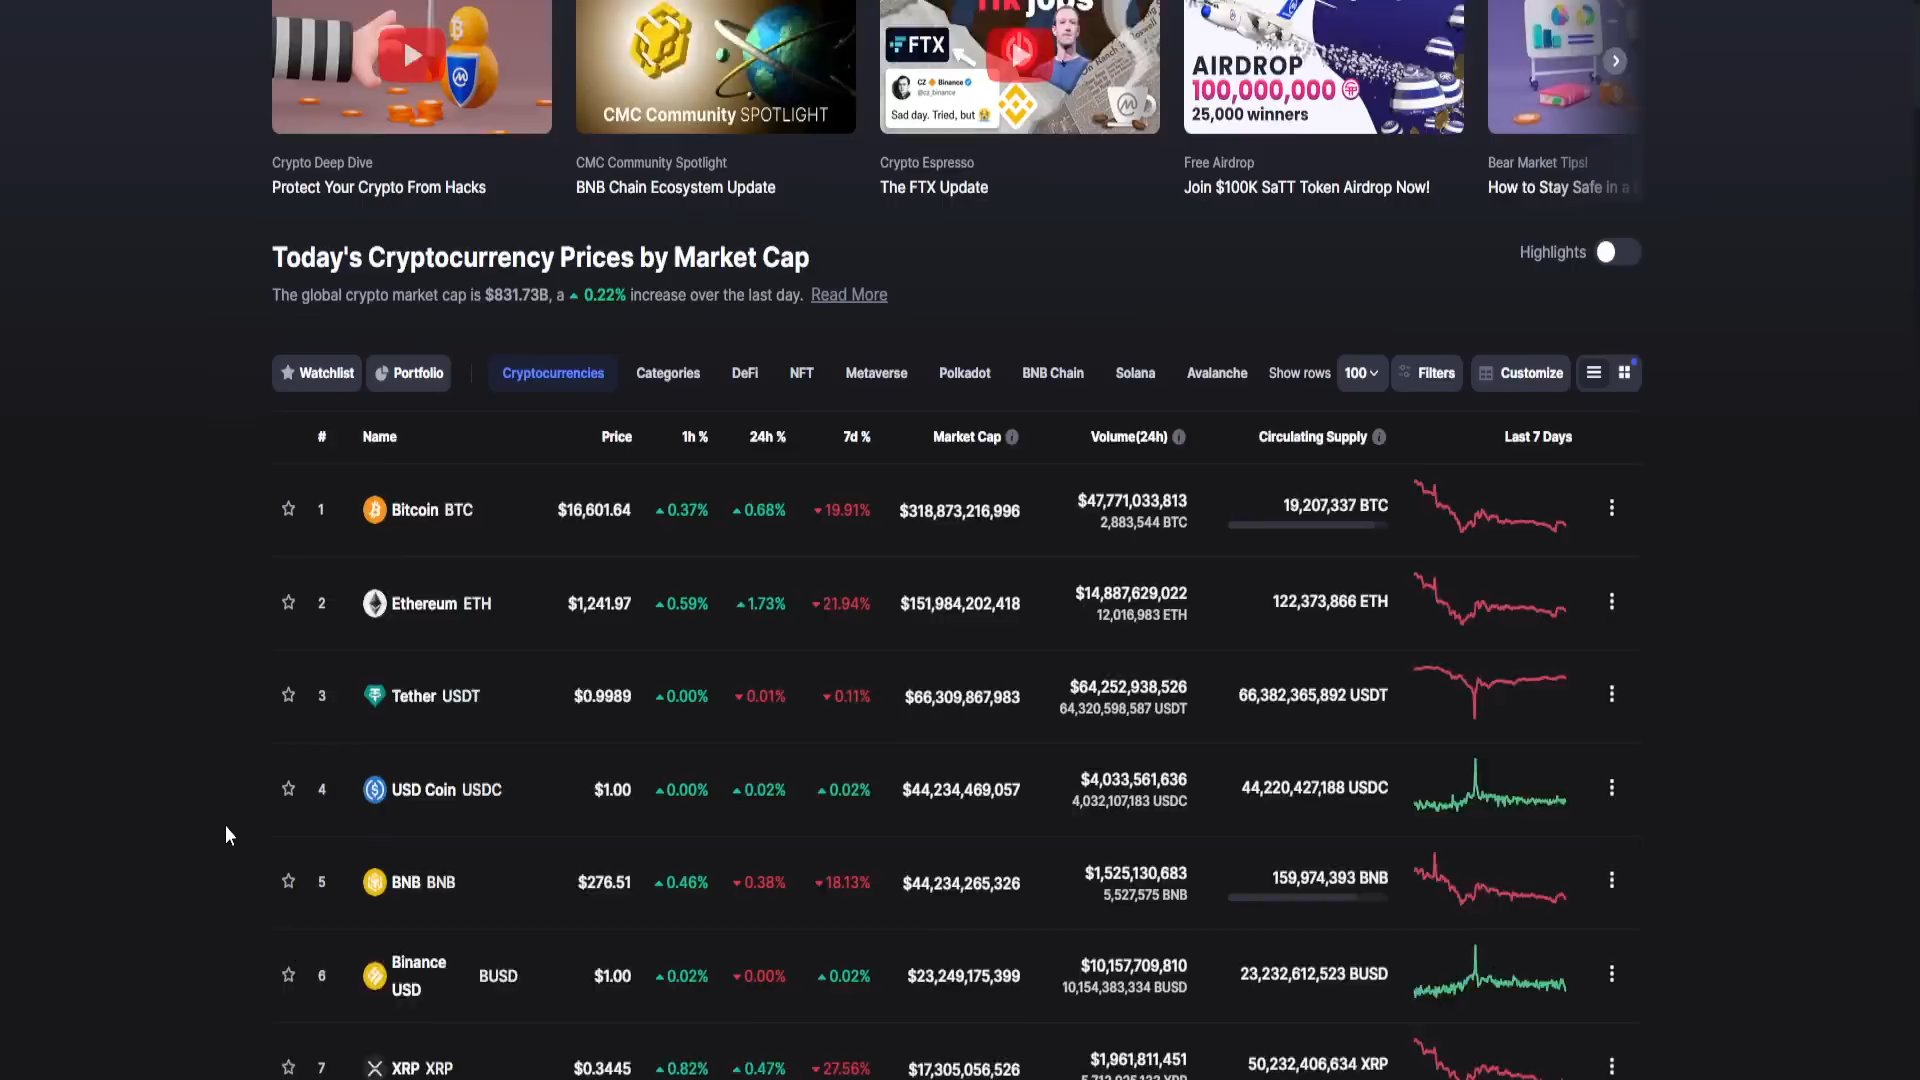 FTX
CZ Binance
@cz_binance
Sad day. Tried, but 😭
CMC Community SPOTLIGHT
AIRDROP
100,000,000
25,000 winners
Crypto Deep Dive
CMC Community Spotlight
Crypto Espresso
Free Airdrop
Bear Market Tips!
Protect Your Crypto From Hacks
BNB Chain Ecosystem Update
The FTX Update
Join $100K SaTT Token Airdrop Now!
How to Stay Safe in a
Today's Cryptocurrency Prices by Market Cap
Highlights
The global crypto market cap is $831.73B, a ▲ 0.22% increase over the last day. Read More
Watchlist Portfolio Cryptocurrencies Categories DeFi NFT Metaverse Polkadot BNB Chain Solana Avalanche Show rows 100 Filters Customize
# Name Price 1h % 24h % 7d % Market Cap Volume(24h) Circulating Supply Last 7 Days
1 Bitcoin BTC $16,601.64 ▲0.37% ▲0.68% ▼19.91% $318,873,216,996 $47,771,033,813 19,207,337 BTC
2,883,544 BTC
2 Ethereum ETH $1,241.97 ▲0.59% ▲1.73% ▼21.94% $151,984,202,418 $14,887,629,022 122,373,866 ETH
12,016,983 ETH
3 Tether USDT $0.9989 ▲0.00% ▼0.01% ▼0.11% $66,309,867,983 $64,252,938,526 66,382,365,892 USDT
64,320,598,587 USDT
4 USD Coin USDC $1.00 ▲0.00% ▲0.02% ▲0.02% $44,234,469,057 $4,033,561,636 44,220,427,188 USDC
4,032,107,183 USDC
5 BNB BNB $276.51 ▲0.46% ▼0.38% ▼18.13% $44,234,265,326 $1,525,130,683 159,974,393 BNB
5,527,575 BNB
6 Binance USD BUSD $1.00 ▲0.02% ▼0.00% ▲0.02% $23,249,175,399 $10,157,709,810 23,232,612,523 BUSD
10,154,383,334 BUSD
7 XRP XRP $0.3445 ▲0.82% ▲0.47% ▼27.56% $17,305,056,526 $1,961,811,451 50,232,406,634 XRP